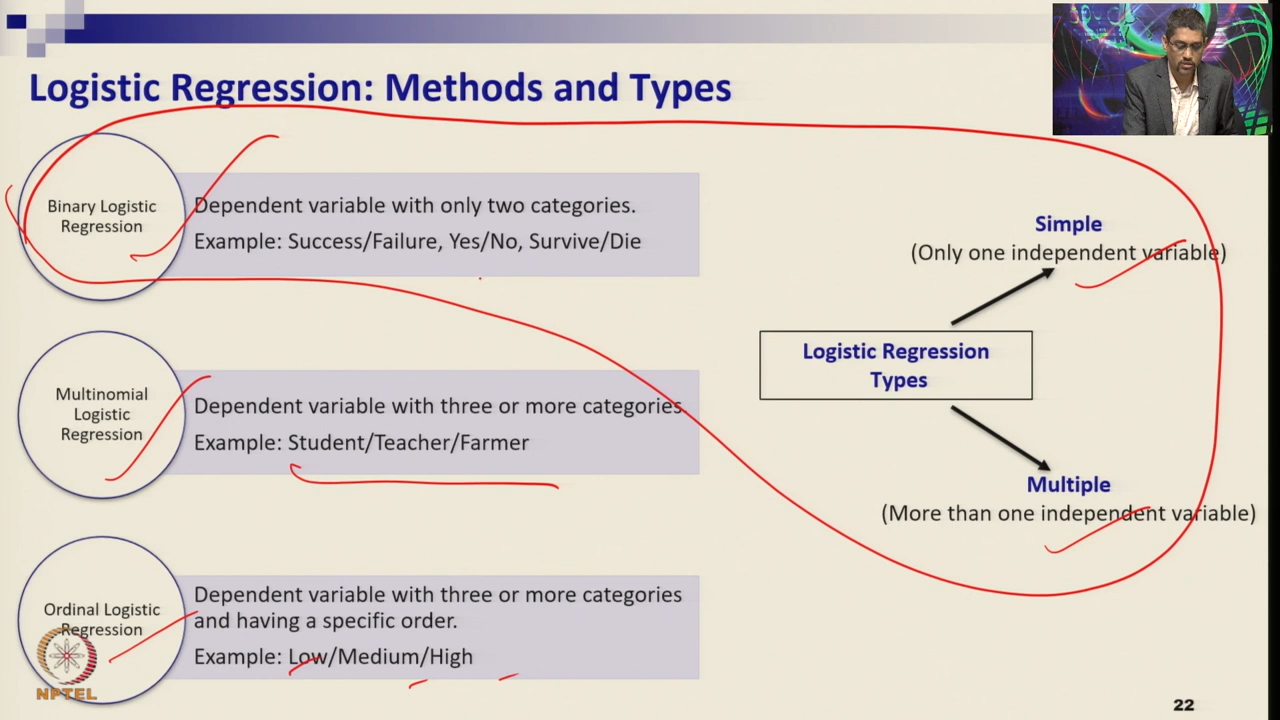 Logistic Regression: Methods and Types
Binary Logistic
Regression
Dependent variable with only two categories.
Example: Success/Failure, Yes/No, Survive/Die
Multinomial
Logistic
Regression
Dependent variable with three or more categories.
Example: Student/Teacher/Farmer
Ordinal Logistic
Regression
Dependent variable with three or more categories
and having a specific order.
Example: Low/Medium/High
Simple
(Only one independent variable)
Logistic Regression
Types
Multiple
(More than one independent variable)
NPTEL
22